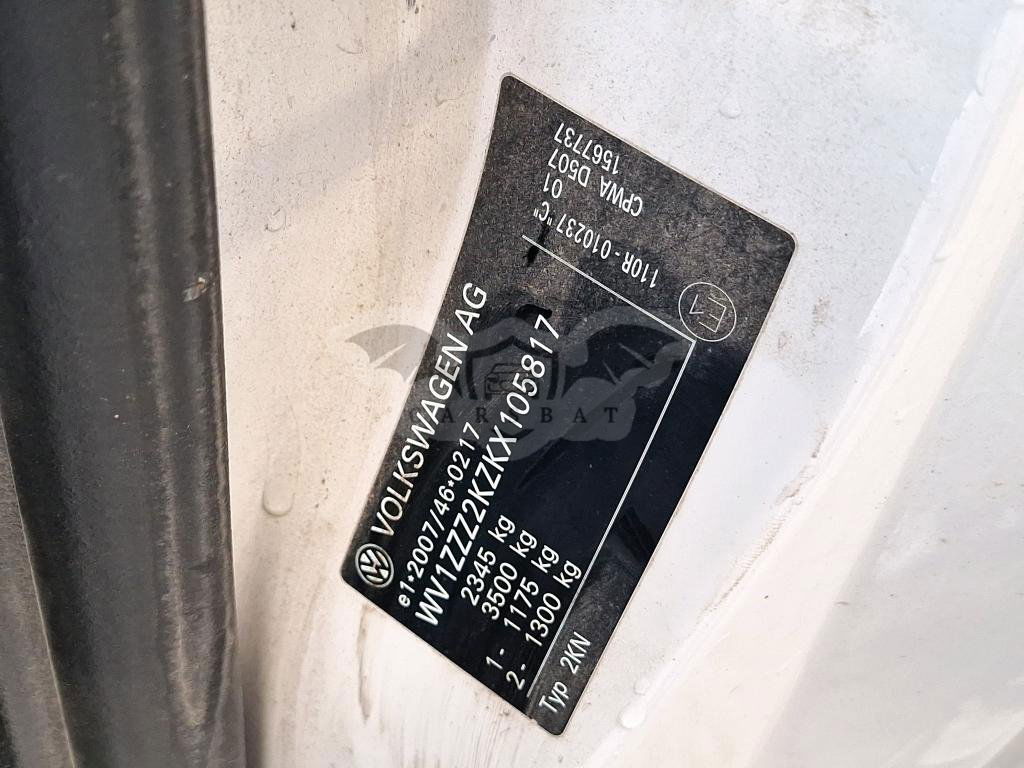 VOLKSWAGEN AG
e1*2007/46*0217
WV1ZZZ2KZKX105817
2345 kg
3500 kg
1- 1175 kg
2- 1300 kg
Typ 2KN
E1
110R-010237"C" 01
CPWA D507
1567737